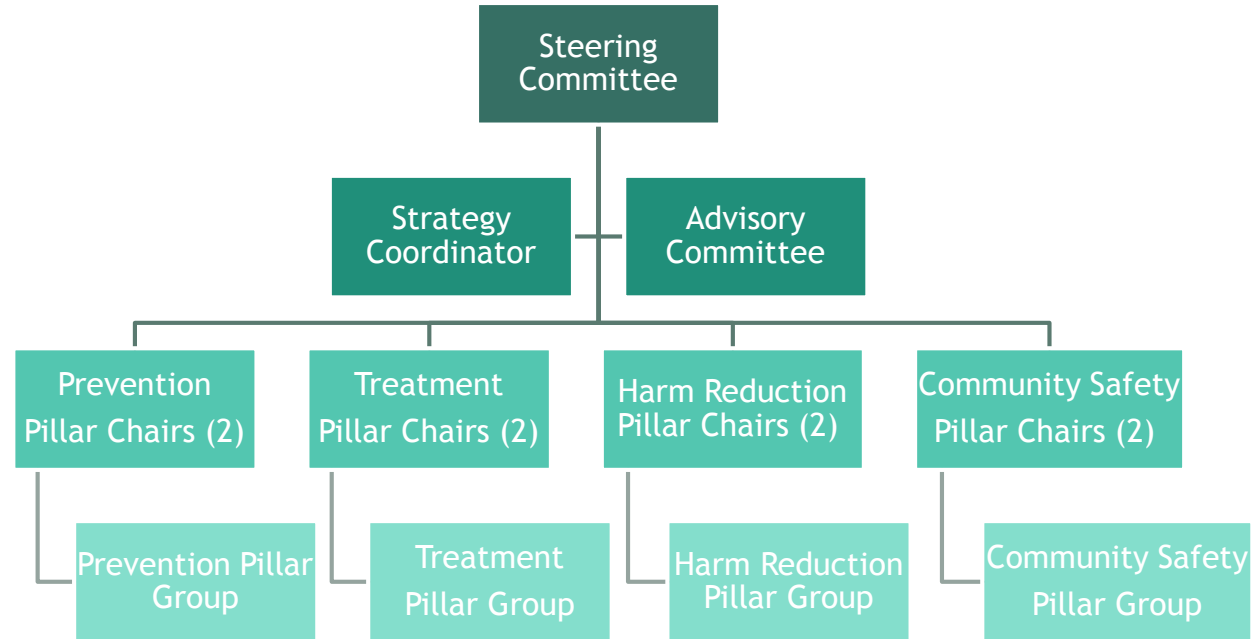 Steering
Committee
Strategy
Coordinator
Advisory
Committee
Prevention
Pillar Chairs (2)
Treatment
Pillar Chairs (2)
Harm Reduction
Pillar Chairs (2)
Community Safety
Pillar Chairs (2)
Prevention Pillar
Group
Treatment
Pillar Group
Harm Reduction
Pillar Group
Community Safety
Pillar Group